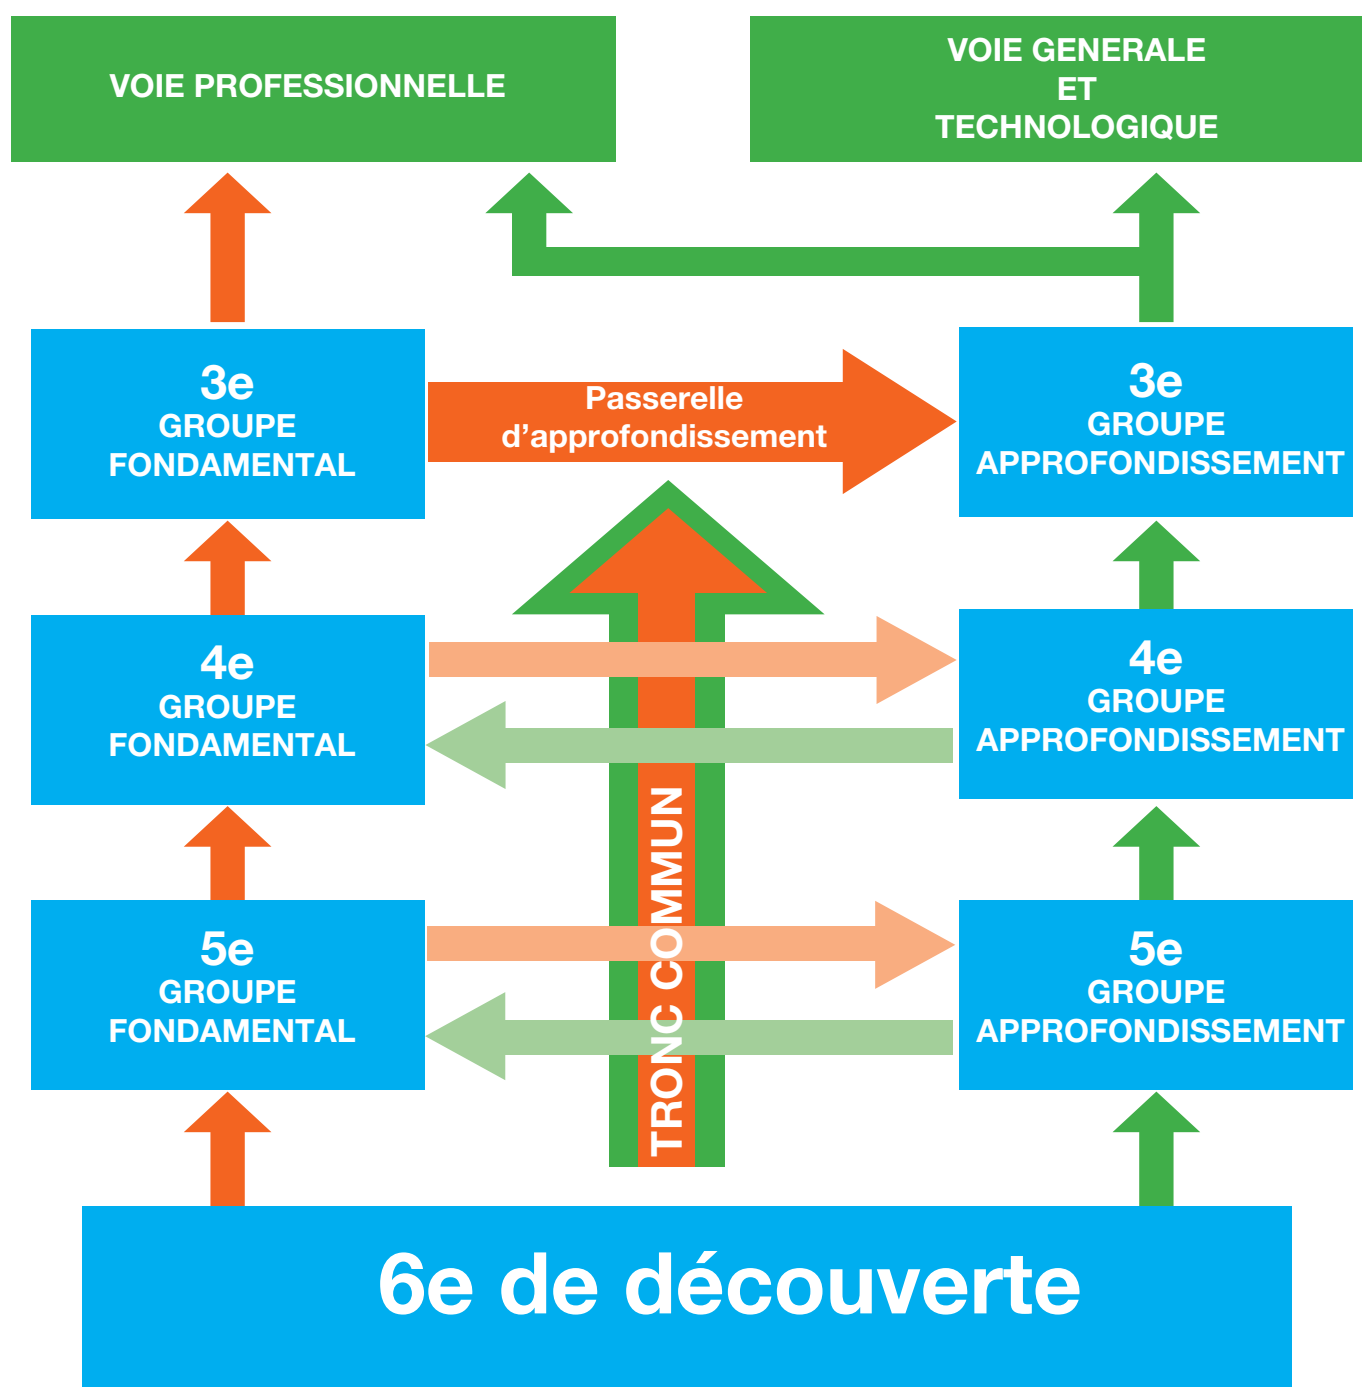 VOIE PROFESSIONNELLE
VOIE GENERALE
ET
TECHNOLOGIQUE
3e
GROUPE
FONDAMENTAL
Passerelle
d'approfondissement
3e
GROUPE
APPROFONDISSEMENT
4e
GROUPE
FONDAMENTAL
4e
GROUPE
APPROFONDISSEMENT
TRONC COMMUN
5e
GROUPE
FONDAMENTAL
5e
GROUPE
APPROFONDISSEMENT
6e de découverte